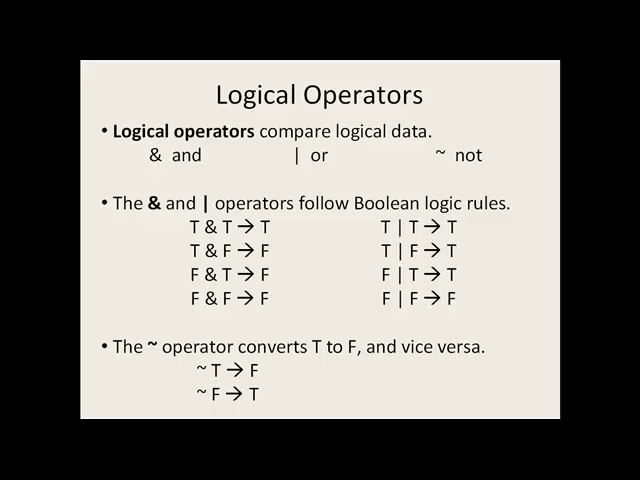 Logical Operators
• Logical operators compare logical data.
& and | or ~ not
• The & and | operators follow Boolean logic rules.
T & T → T T | T → T
T & F → F T | F → T
F & T → F F | T → T
F & F → F F | F → F
• The ~ operator converts T to F, and vice versa.
~ T → F
~ F → T